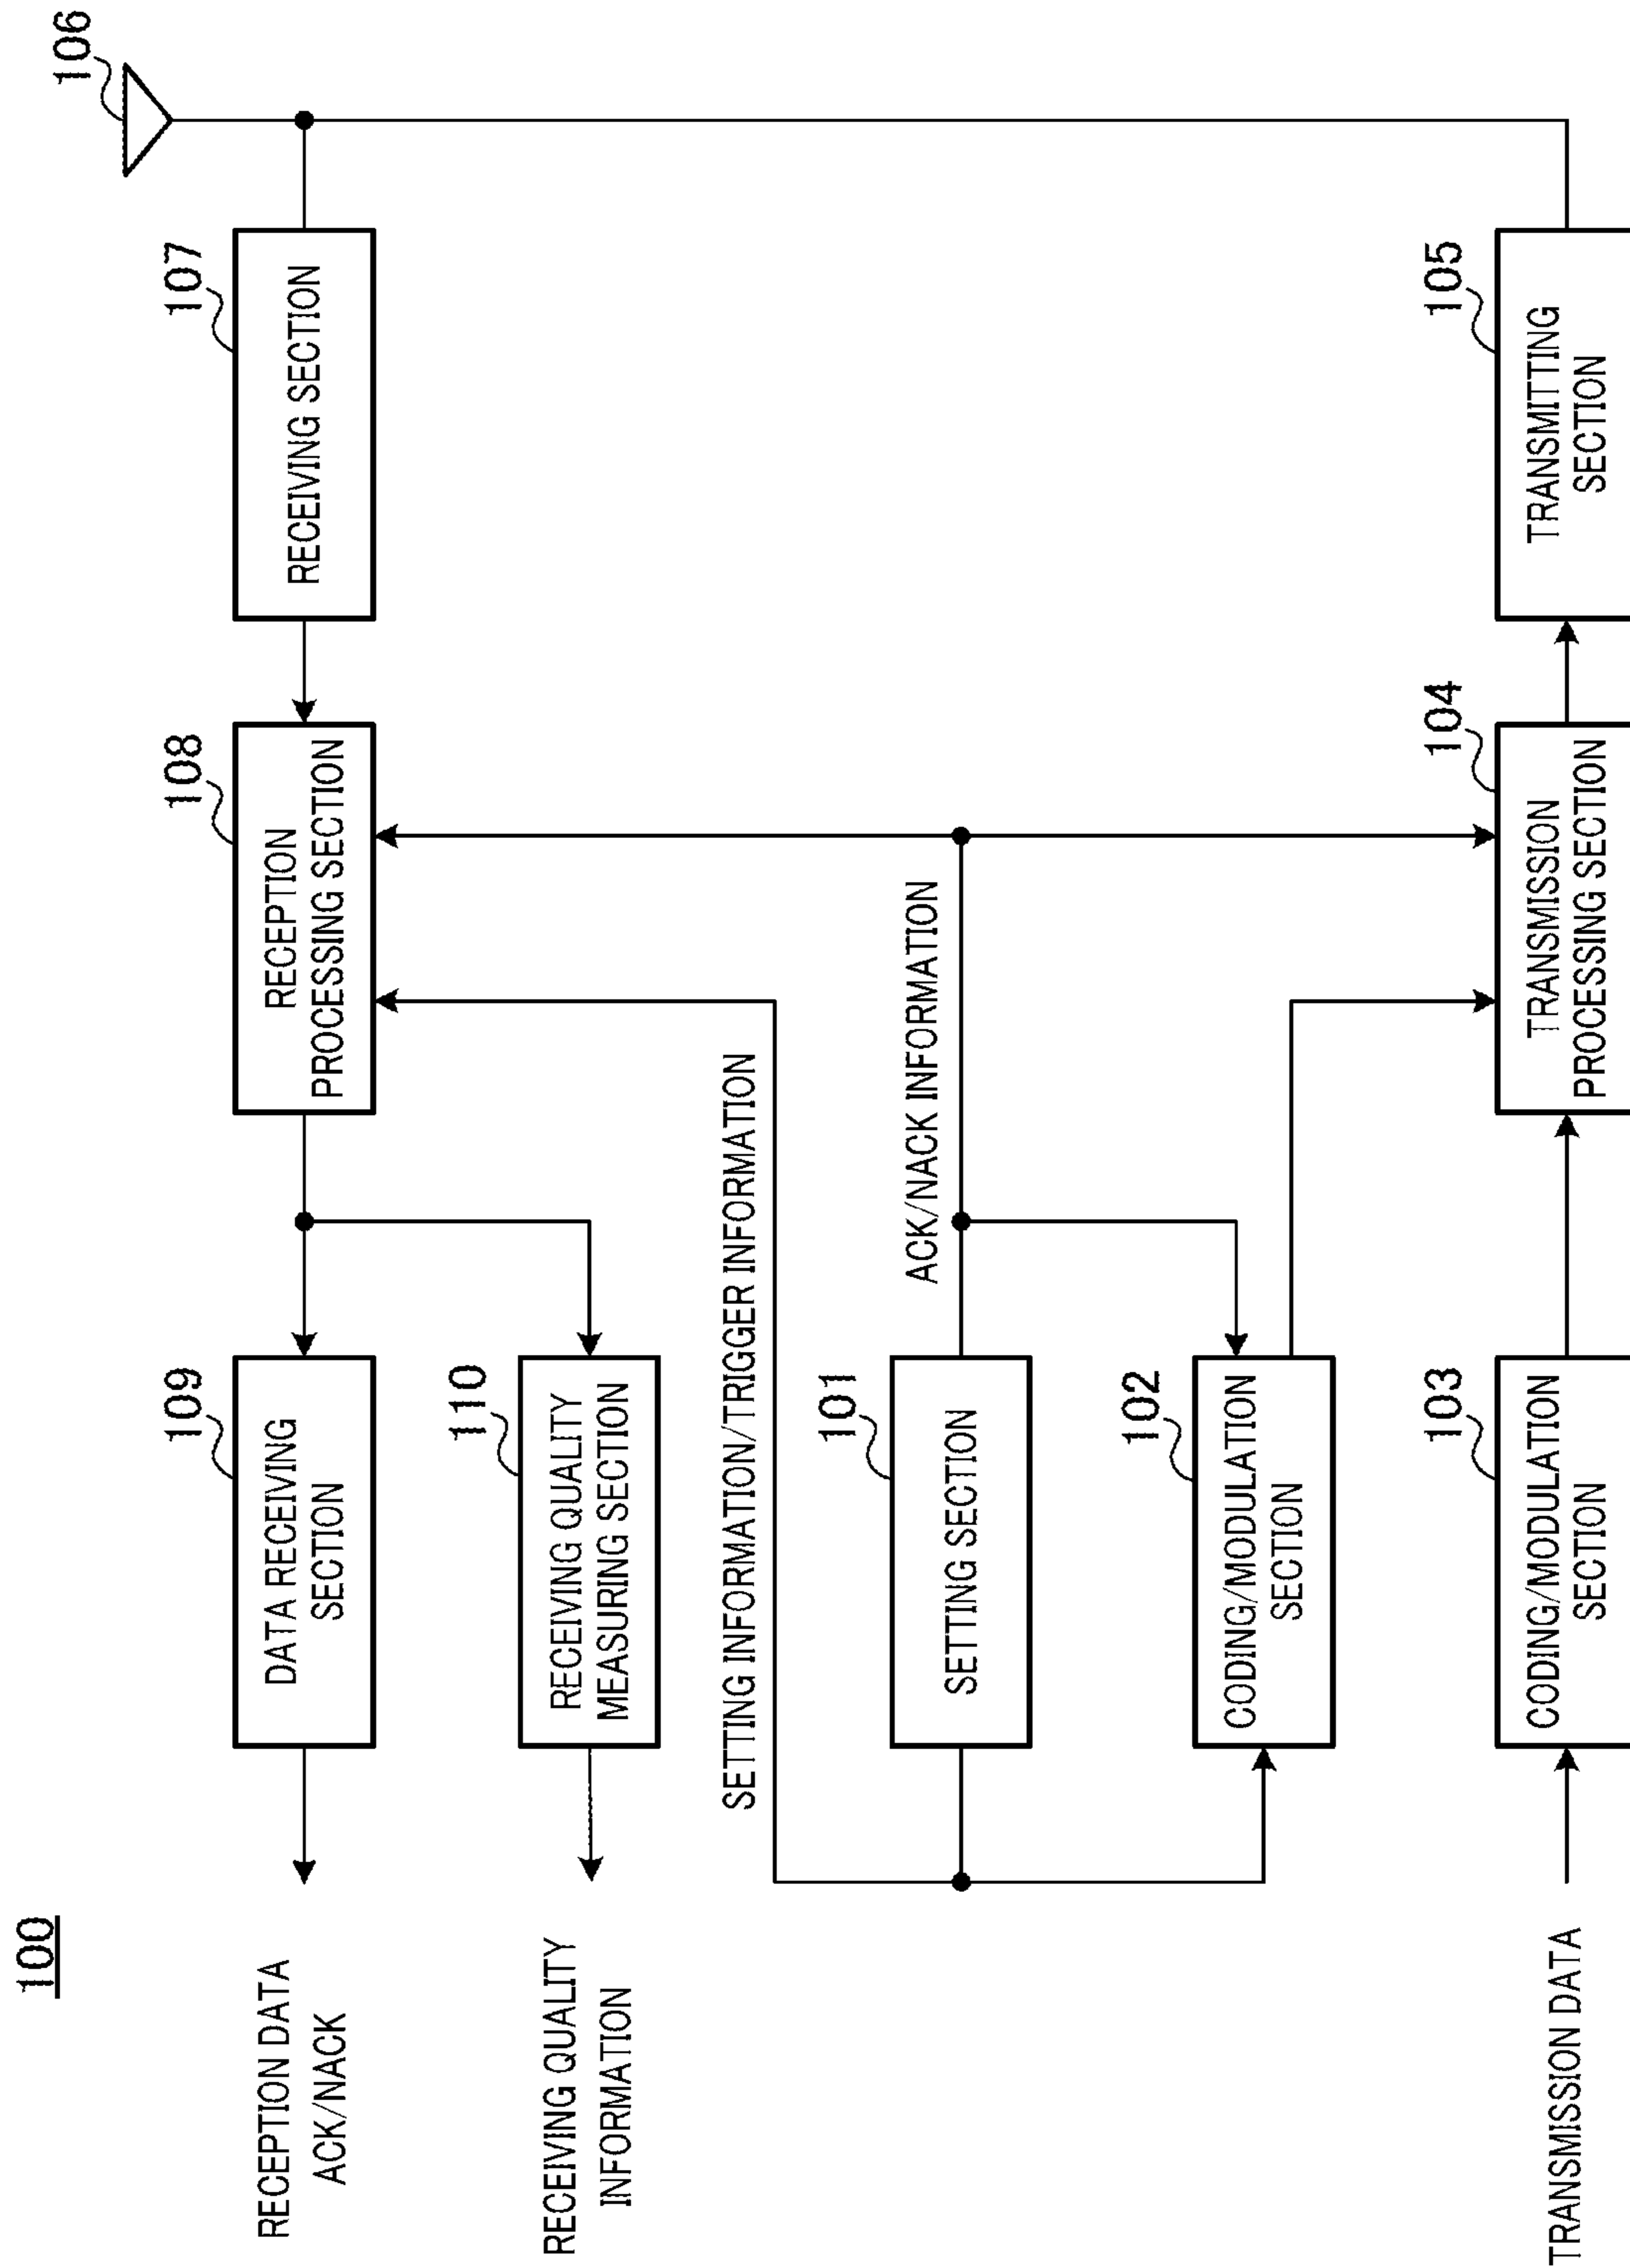 100
106
107
RECEIVING SECTION
108
RECEPTION
PROCESSING SECTION
109
DATA RECEIVING
SECTION
RECEPTION DATA
ACK/NACK
110
RECEIVING QUALITY
MEASURING SECTION
RECEIVING QUALITY
INFORMATION
SETTING INFORMATION/TRIGGER INFORMATION
ACK/NACK INFORMATION
101
SETTING SECTION
102
CODING/MODULATION
SECTION
103
CODING/MODULATION
SECTION
104
TRANSMISSION
PROCESSING SECTION
105
TRANSMITTING
SECTION
TRANSMISSION DATA